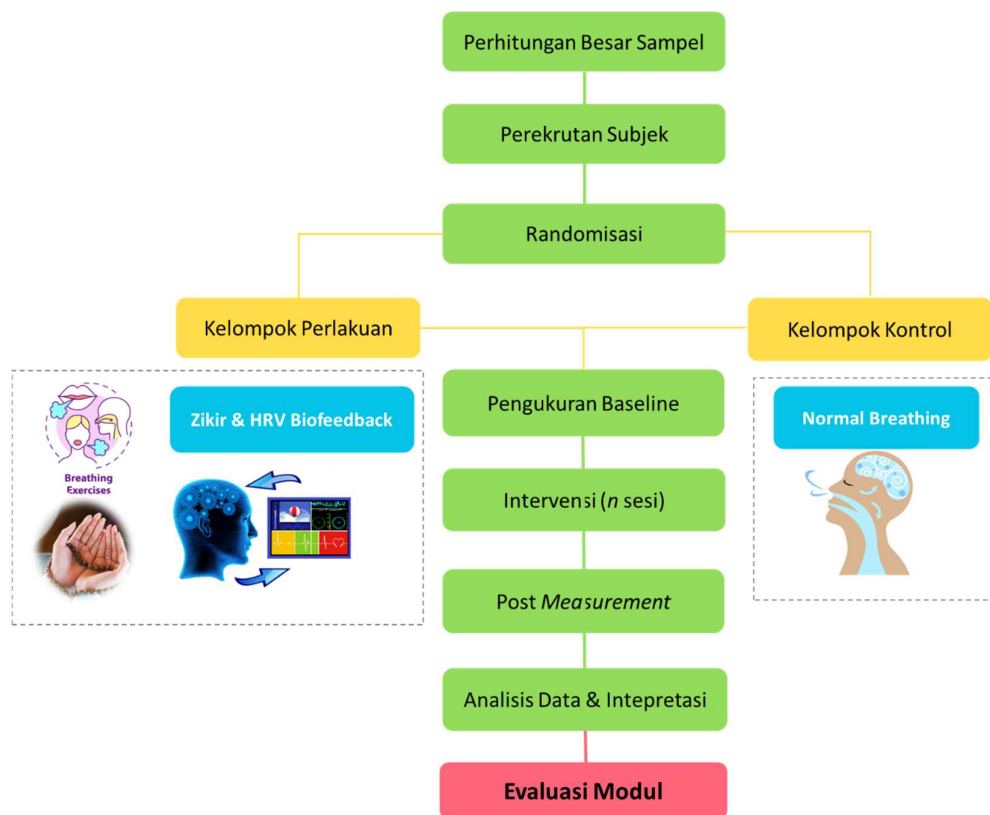 Perhitungan Besar Sampel
Perekrutan Subjek
Randomisasi
Kelompok Perlakuan
Kelompok Kontrol
Zikir & HRV Biofeedback
Breathing
Exercises
Pengukuran Baseline
Normal Breathing
Intervensi (n sesi)
Post Measurement
Analisis Data & Intepretasi
Evaluasi Modul